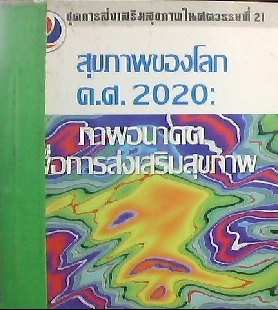 ชุดการส่งเสริมสุขภาพในศตวรรษที่ 21
สุขภาพของโลก
ค.ศ. 2020:
ภาพอนาคต
เพื่อการส่งเสริมสุขภาพ